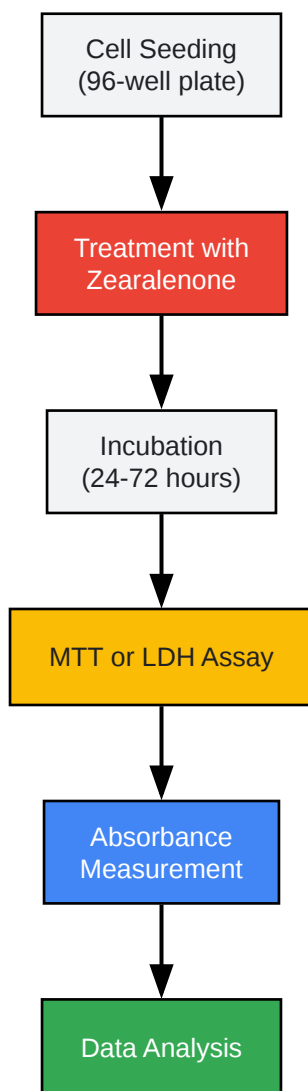 Cell Seeding
(96-well plate)
Treatment with
Zearalenone
Incubation
(24-72 hours)
MTT or LDH Assay
Absorbance
Measurement
Data Analysis